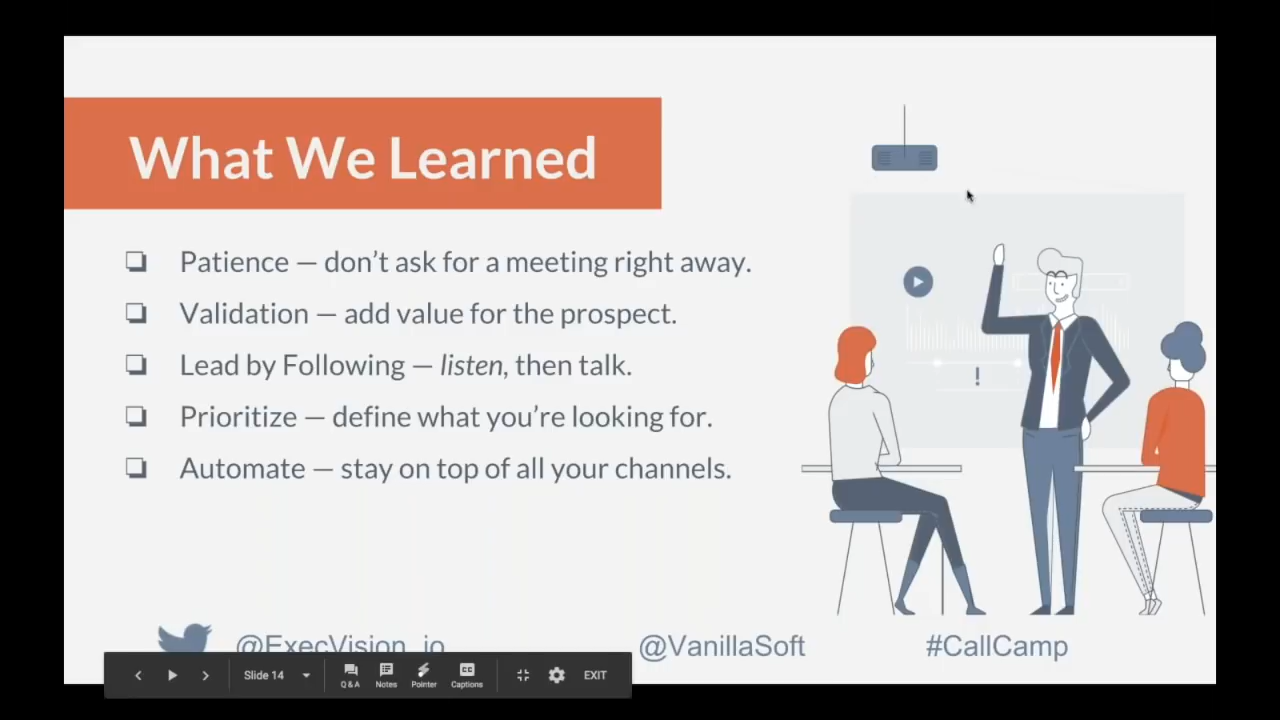 What We Learned
❏ Patience — don't ask for a meeting right away.
❏ Validation — add value for the prospect.
❏ Lead by Following — listen, then talk.
❏ Prioritize — define what you're looking for.
❏ Automate — stay on top of all your channels.
!
@ExecVision_io @VanillaSoft #CallCamp
Slide 14 Q & A Notes Pointer CC Captions EXIT